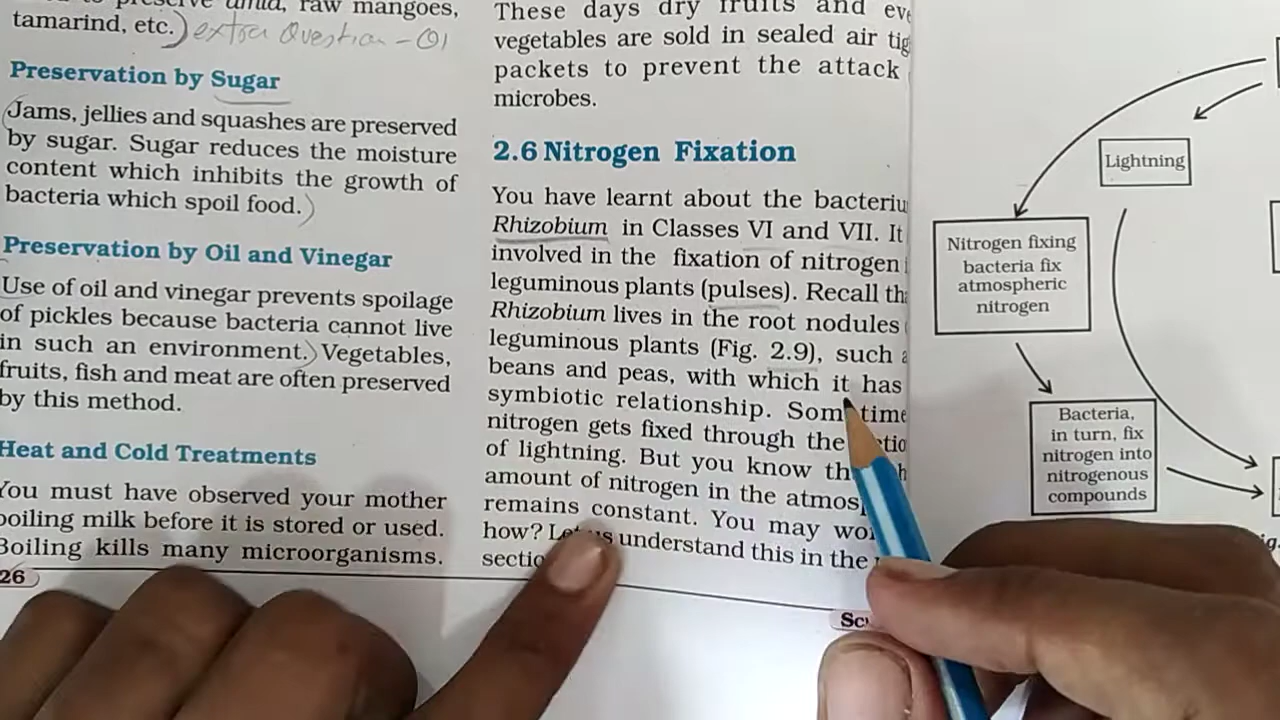 amla, raw mangoes,
tamarind, etc.) extra Question - 01
Preservation by Sugar
(Jams, jellies and squashes are preserved
by sugar. Sugar reduces the moisture
content which inhibits the growth of
bacteria which spoil food.)
Preservation by Oil and Vinegar
Use of oil and vinegar prevents spoilage
of pickles because bacteria cannot live
in such an environment.) Vegetables,
fruits, fish and meat are often preserved
by this method.
Heat and Cold Treatments
You must have observed your mother
boiling milk before it is stored or used.
Boiling kills many microorganisms.
26
These days dry fruits and
vegetables are sold in sealed air
packets to prevent the attack
microbes.
2.6 Nitrogen Fixation
You have learnt about the
Rhizobium in Classes VI and VII. It
involved in the fixation of nitrogen
leguminous plants (pulses). Recall
Rhizobium lives in the root nodules
leguminous plants (Fig. 2.9), such
beans and peas, with which it has
symbiotic relationship.
nitrogen gets fixed through the
of lightning. But you know
amount of nitrogen in the
remains constant. You may
how? understand this in the
Lightning
Nitrogen fixing
bacteria fix
atmospheric
nitrogen
Bacteria,
in turn, fix
nitrogen into
nitrogenous
compounds